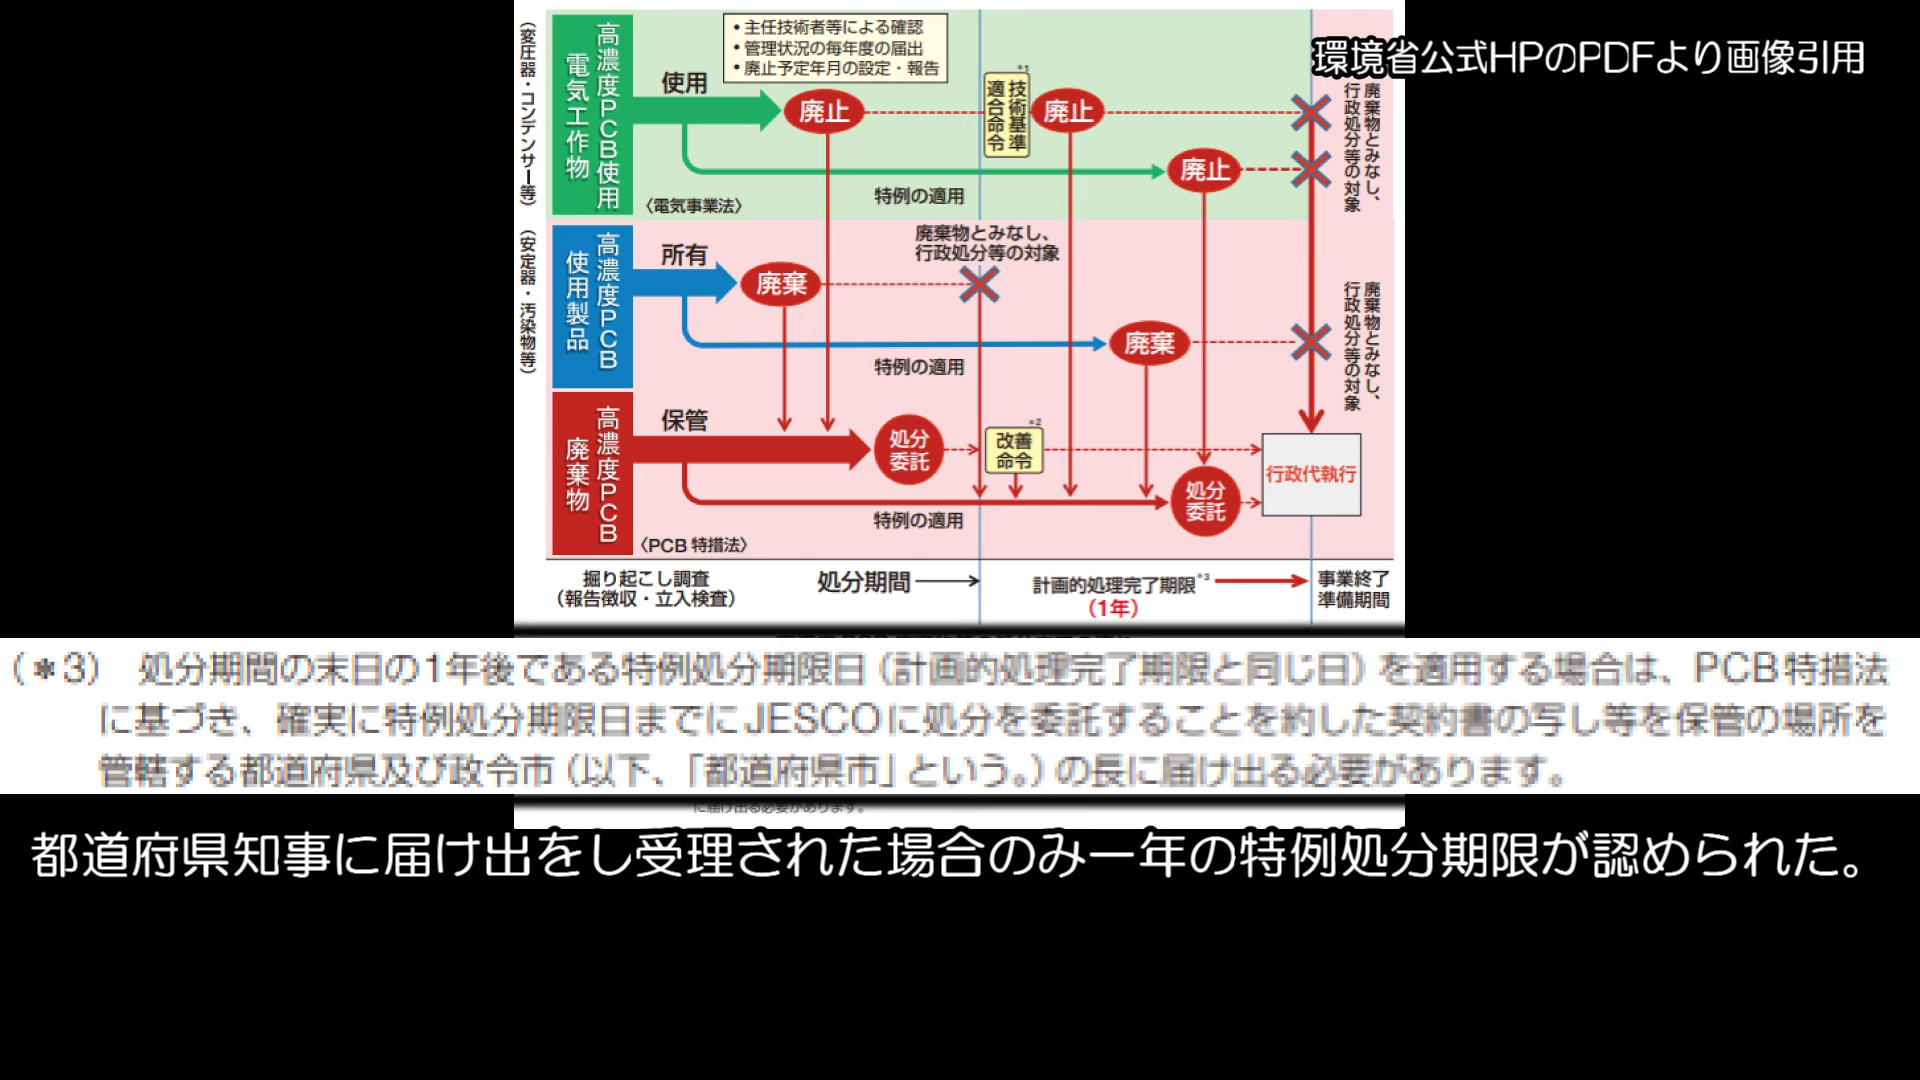 環境省公式HPのPDFより画像引用
(変圧器・コンデンサー等)
高濃度PCB使用
電気工作物
使用
・主任技術者等による確認
・管理状況の毎年度の届出
・廃止予定年月の設定・報告
廃止
*1
技術基準
適合命令
廃止
廃止
特例の適用
〈電気事業法〉
廃棄物とみなし、
行政処分等の対象
(安定器・汚染物等)
高濃度PCB
使用製品
所有
廃棄
廃棄物とみなし、
行政処分等の対象
廃棄
特例の適用
廃棄物とみなし、
行政処分等の対象
高濃度PCB
廃棄物
保管
処分
委託
*2
改善
命令
処分
委託
行政代執行
特例の適用
〈PCB 特措法〉
掘り起こし調査
(報告徴収・立入検査)
処分期間
計画的処理完了期限*3
(1年)
事業終了
準備期間
(*3) 処分期間の末日の1年後である特例処分期限日(計画的処理完了期限と同じ日)を適用する場合は、PCB特措法
に基づき、確実に特例処分期限日までにJESCOに処分を委託することを約した契約書の写し等を保管の場所を
管轄する都道府県及び政令市(以下、「都道府県市」という。)の長に届け出る必要があります。
に届け出る必要があります。
都道府県知事に届け出をし受理された場合のみ一年の特例処分期限が認められた。